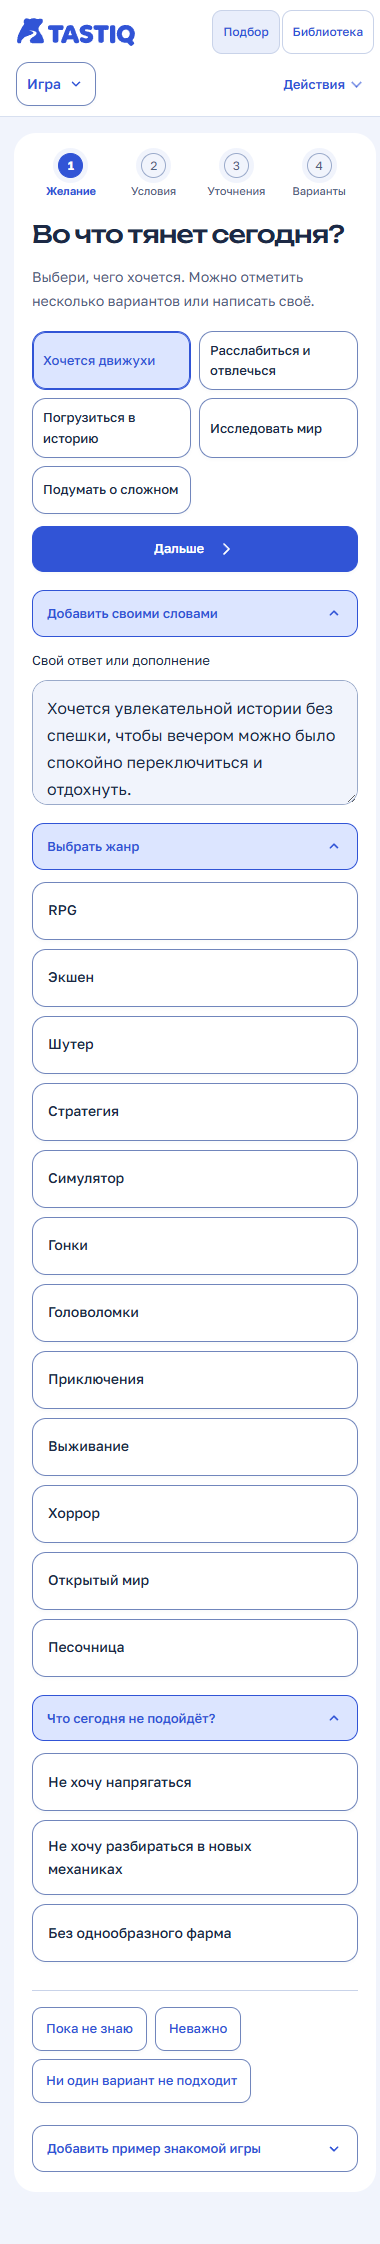 TASTIQ
Подбор
Библиотека
Игра
Действия
1
2
3
4
Желание
Условия
Уточнения
Варианты
Во что тянет сегодня?
Выбери, чего хочется. Можно отметить
несколько вариантов или написать своё.
Хочется движухи
Расслабиться и
отвлечься
Погрузиться в
историю
Исследовать мир
Подумать о сложном
Дальше
Добавить своими словами
Свой ответ или дополнение
Хочется увлекательной истории без
спешки, чтобы вечером можно было
спокойно переключиться и
отдохнуть.
Выбрать жанр
RPG
Экшен
Шутер
Стратегия
Симулятор
Гонки
Головоломки
Приключения
Выживание
Хоррор
Открытый мир
Песочница
Что сегодня не подойдёт?
Не хочу напрягаться
Не хочу разбираться в новых
механиках
Без однообразного фарма
Пока не знаю
Неважно
Ни один вариант не подходит
Добавить пример знакомой игры